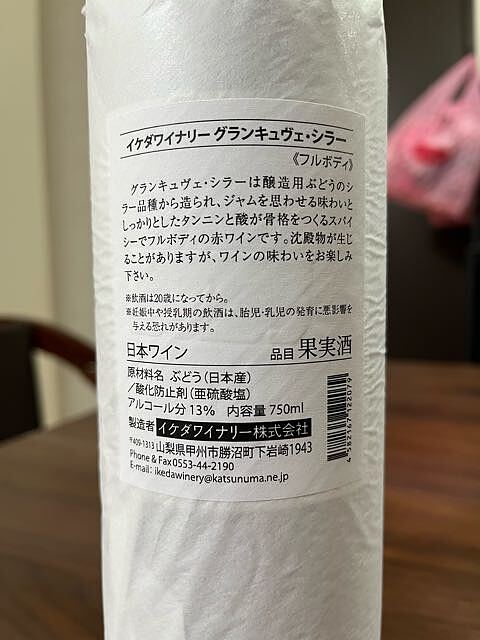 イケダワイナリー グランキュヴェ・シラー
《フルボディ》
グランキュヴェ・シラーは醸造用ぶどうのシ
ラー品種から造られ、ジャムを思わせる味わいと
しっかりとしたタンニンと酸が骨格をつくるスパイ
シーでフルボディの赤ワインです。沈殿物が生じ
ることがありますが、ワインの味わいをお楽しみ
下さい。
※飲酒は20歳になってから。
※妊娠中や授乳期の飲酒は、胎児・乳児の発育に悪影響を
与える恐れがあります。
日本ワイン 品目 果実酒
原材料名 ぶどう(日本産)
/酸化防止剤(亜硫酸塩)
アルコール分13% 内容量 750ml
製造者 イケダワイナリー株式会社
〒409-1313 山梨県甲州市勝沼町下岩崎1943
Phone & Fax 0553-44-2190
E-mail: ikedawinery@katsunuma.ne.jp
4 582167 122079